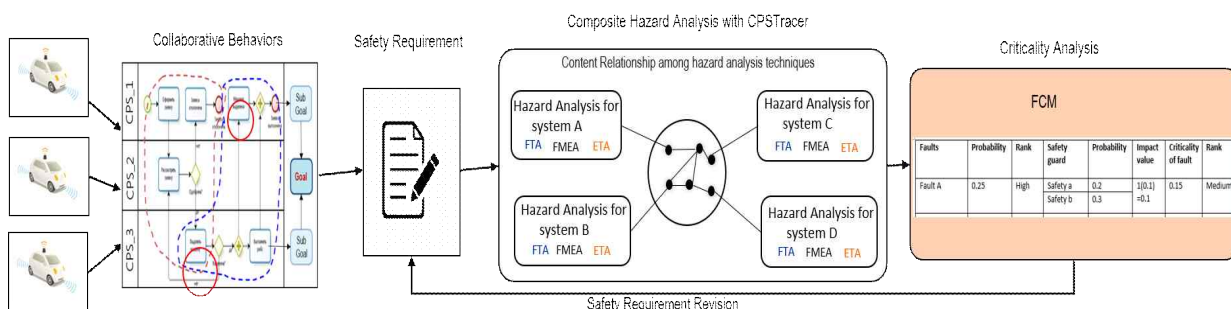 Composite Hazard Analysis with CPSTracer
Collaborative Behaviors
Safety Requirement
Criticality Analysis
CPS_1
CPS_2
CPS_3
Sub
Goal
Goal
Sub
Goal
Content Relationship among hazard analysis techniques
Hazard Analysis for
system A
FTA FMEA ETA
Hazard Analysis for
system C
FTA FMEA ETA
Hazard Analysis for
system B
FTA FMEA ETA
Hazard Analysis for
system D
FTA FMEA ETA
FCM
Faults Probability Rank Safety guard Probability Impact value Criticality of fault Rank
Fault A 0.25 High Safety a 0.2 1(0.1) =0.1 0.15 Medium
Safety b 0.3
Safety Requirement Revision